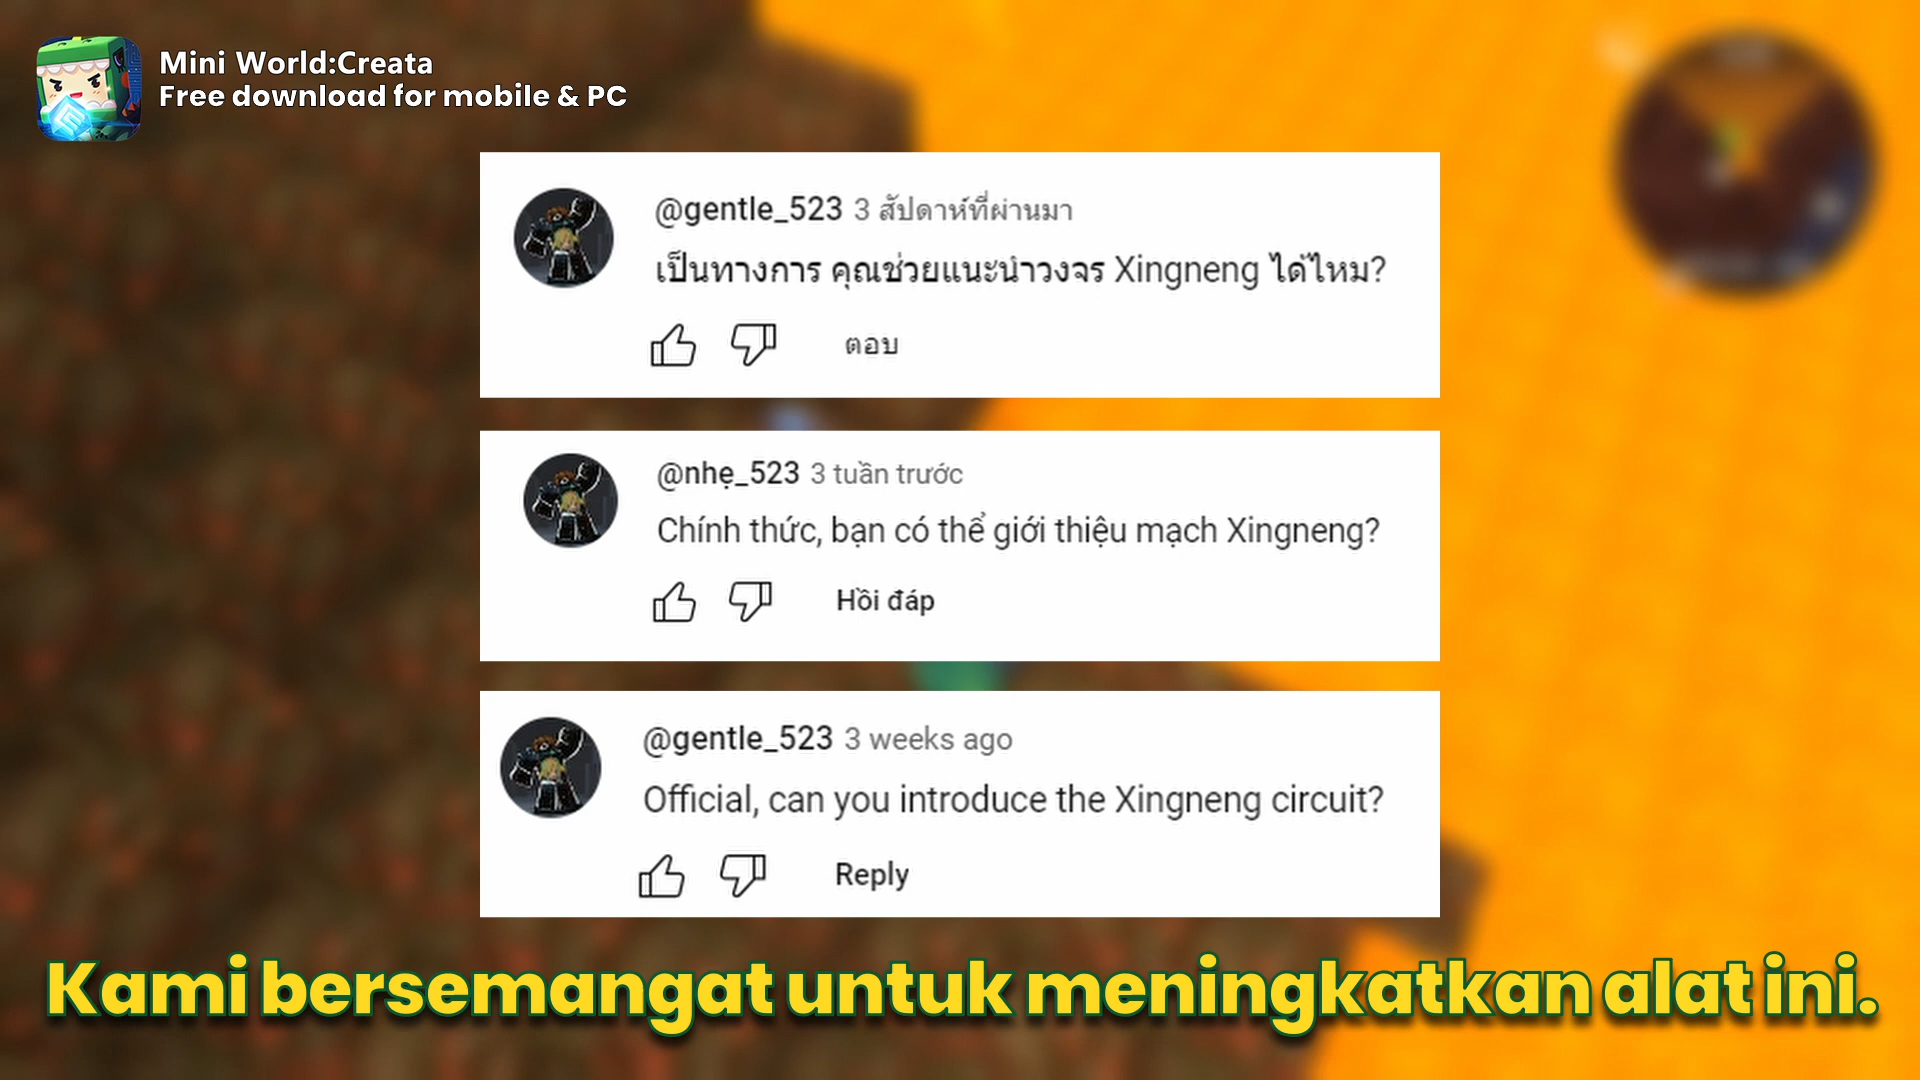 Mini World:Creata
Free download for mobile & PC
@gentle_523 3 สัปดาห์ที่ผ่านมา
เป็นทางการ คุณช่วยแนะนำวงจร Xingneng ได้ไหม?
ตอบ
@nhẹ_523 3 tuần trước
Chính thức, bạn có thể giới thiệu mạch Xingneng?
Hồi đáp
@gentle_523 3 weeks ago
Official, can you introduce the Xingneng circuit?
Reply
Kami bersemangat untuk meningkatkan alat ini.